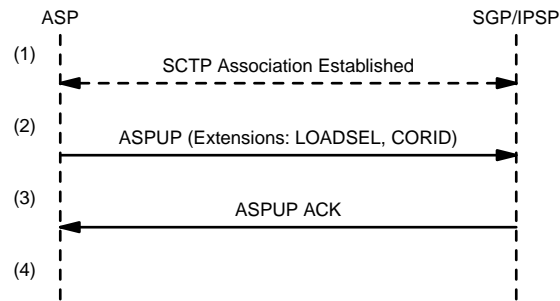 ASP SGP/IPSP
(1) SCTP Association Established
(2) ASPUP (Extensions: LOADSEL, CORID)
(3) ASPUP ACK
(4)